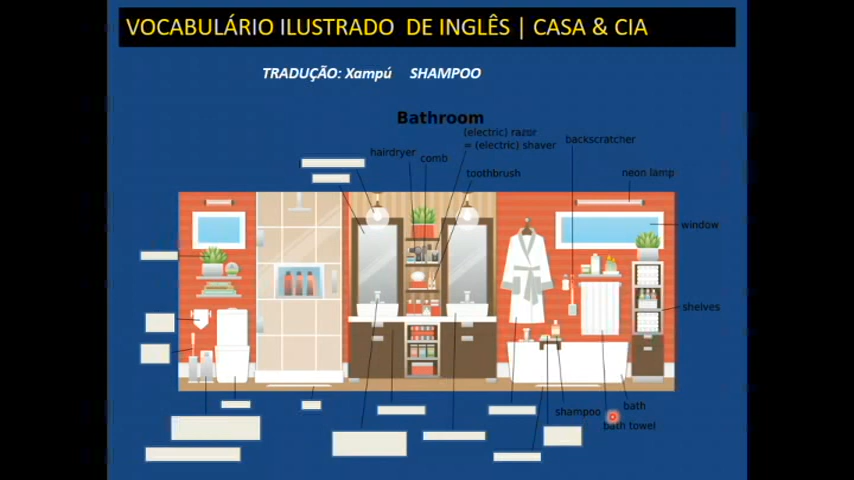 VOCABULÁRIO ILUSTRADO DE INGLÊS | CASA & CIA
TRADUÇÃO: Xampú SHAMPOO
Bathroom
(electric) razor
= (electric) shaver
backscratcher
hairdryer
comb
toothbrush
neon lamp
window
shelves
bath
shampoo
bath towel